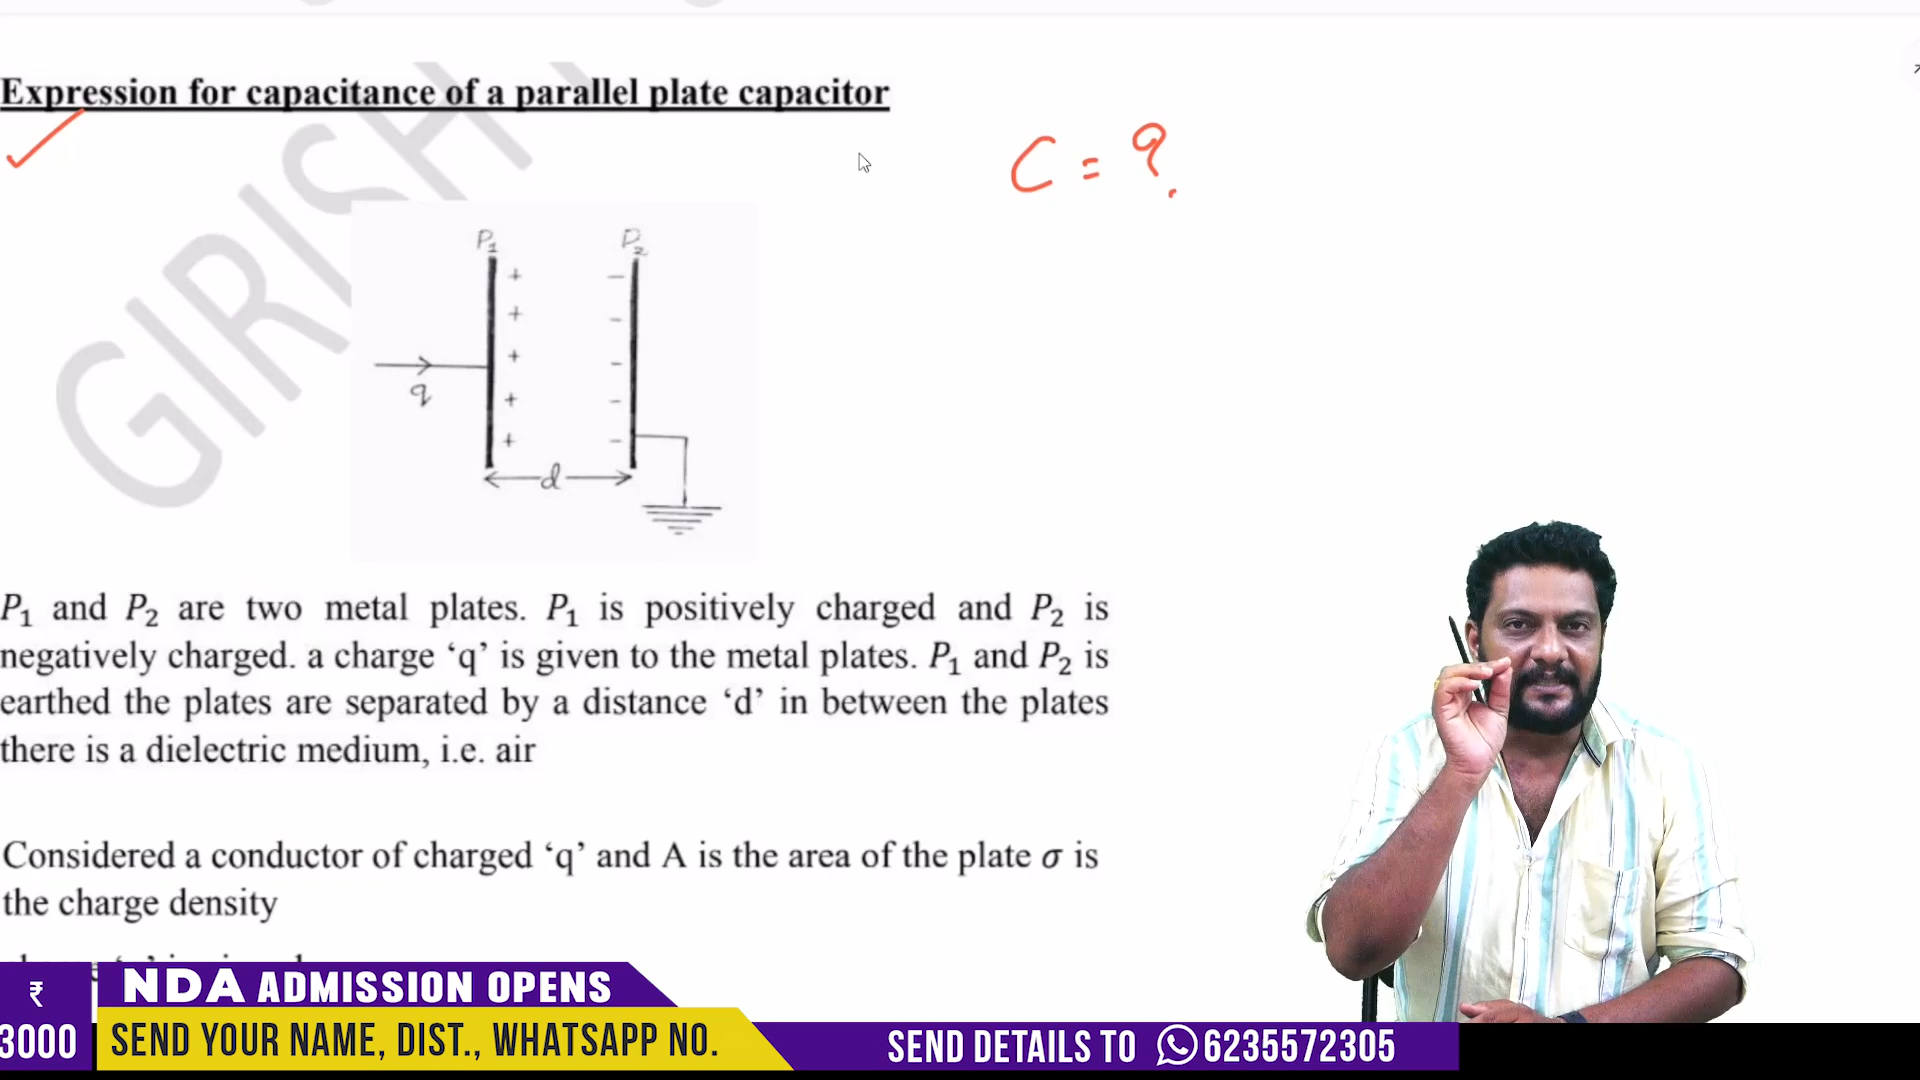 Expression for capacitance of a parallel plate capacitor
C = ?
GIRISH
P₁ P₂
+ −
+ −
+ −
+ −
+ −
q
d
P₁ and P₂ are two metal plates. P₁ is positively charged and P₂ is
negatively charged. a charge ‘q’ is given to the metal plates. P₁ and P₂ is
earthed the plates are separated by a distance ‘d’ in between the plates
there is a dielectric medium, i.e. air
Considered a conductor of charged ‘q’ and A is the area of the plate σ is
the charge density
₹ 3000
NDA ADMISSION OPENS
SEND YOUR NAME, DIST., WHATSAPP NO.
SEND DETAILS TO 6235572305